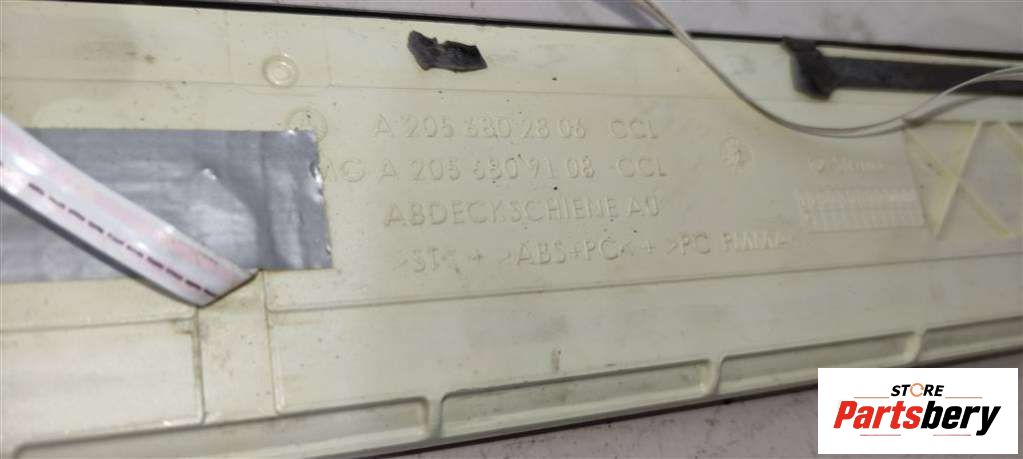 A 205 680 28 06 CCL
MG A 205 680 91 08 CCL
ABDECKSCHIENE AU
>ST< + >ABS+PC< + >PC PMMA<
STORE
Partsbery